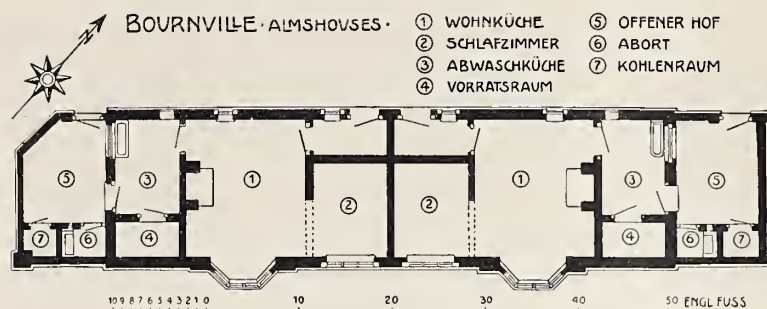 BOURNVILLE · ALMSHOUSES ·
① WOHNKÜCHE
② SCHLAFZIMMER
③ ABWASCHKÜCHE
④ VORRATSRAUM
⑤ OFFENER HOF
⑥ ABORT
⑦ KOHLENRAUM
⑤ ③ ① ② ② ① ③ ⑤
⑦ ⑥ ④ ④ ⑥ ⑦
10 9 8 7 6 5 4 3 2 1 0 10 20 30 40 50 ENGL FUSS